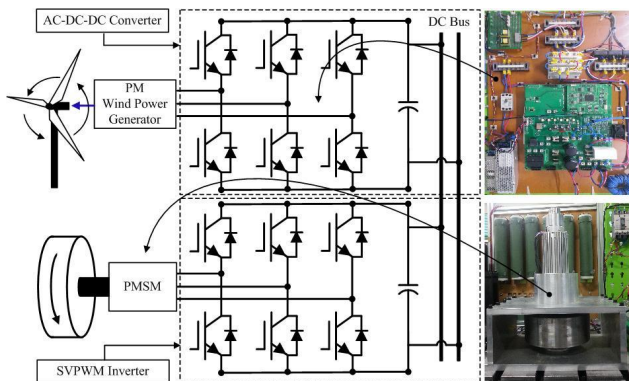 AC-DC-DC Converter
DC Bus
PM
Wind Power
Generator
PMSM
SVPWM Inverter